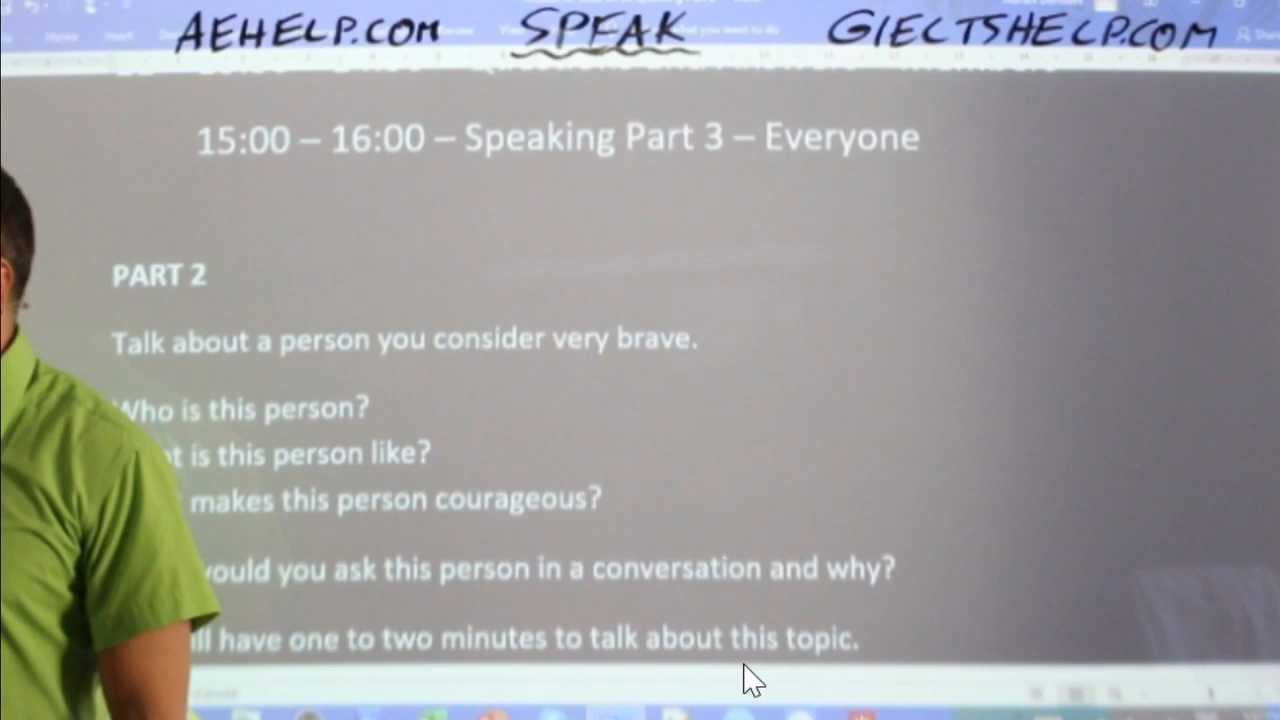 AEHELP.COM SPEAK GIELTSHELP.COM
Home Insert
15:00 – 16:00 – Speaking Part 3 – Everyone
PART 2
Talk about a person you consider very brave.
Who is this person?
is this person like?
makes this person courageous?
would you ask this person in a conversation and why?
have one to two minutes to talk about this topic.